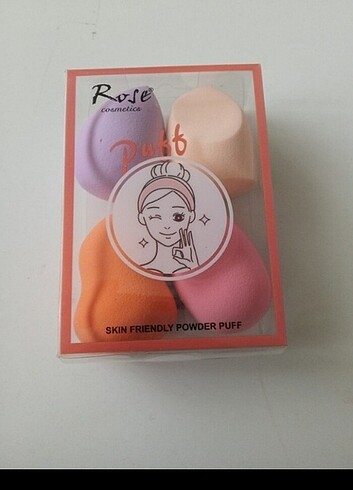 Rose
cosmetics
Puff
SKIN FRIENDLY POWDER PUFF